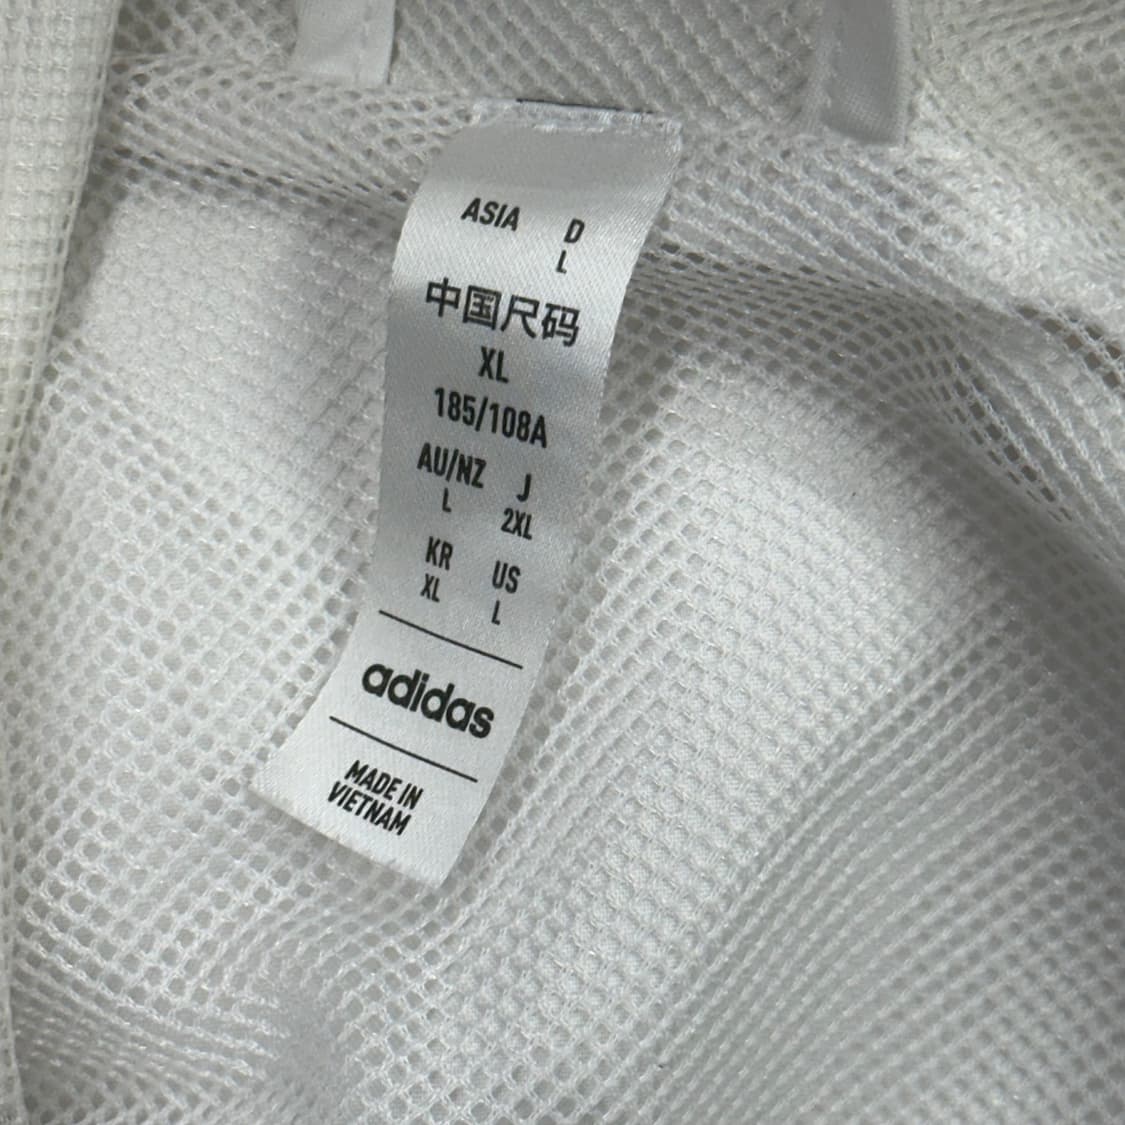 ASIA D
L
中国尺码
XL
185/108A
AU/NZ J
L 2XL
KR US
XL L
adidas
MADE IN
VIETNAM